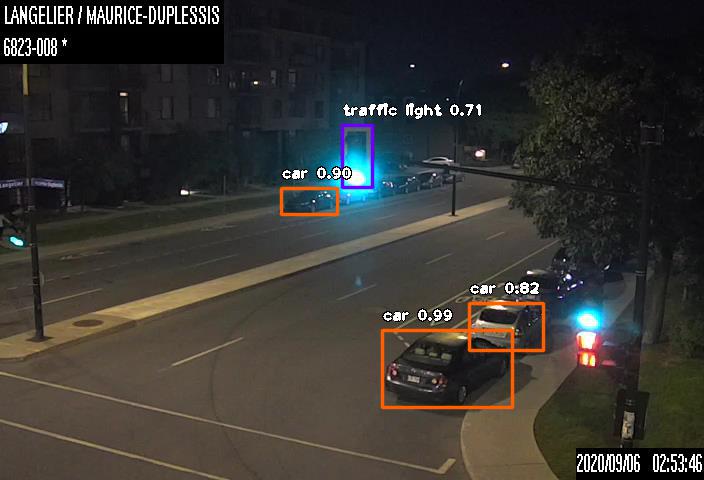 LANGELIER / MAURICE-DUPLESSIS
6823-008 *
traffic light 0.71
car 0.90
car 0.82
car 0.99
Langelier
2020/09/06 02:53:46